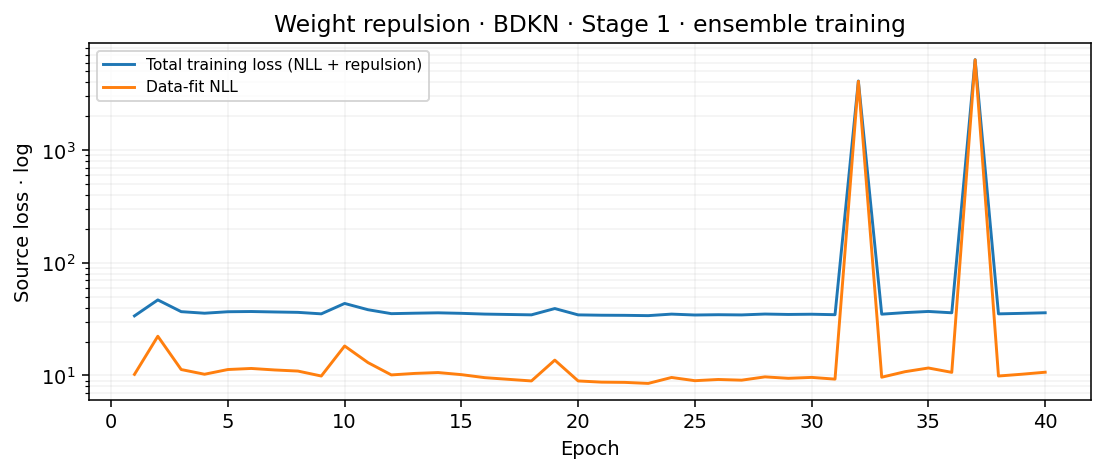 Weight repulsion · BDKN · Stage 1 · ensemble training
Total training loss (NLL + repulsion)
Data-fit NLL
Source loss · log
10³
10²
10¹
0 5 10 15 20 25 30 35 40
Epoch